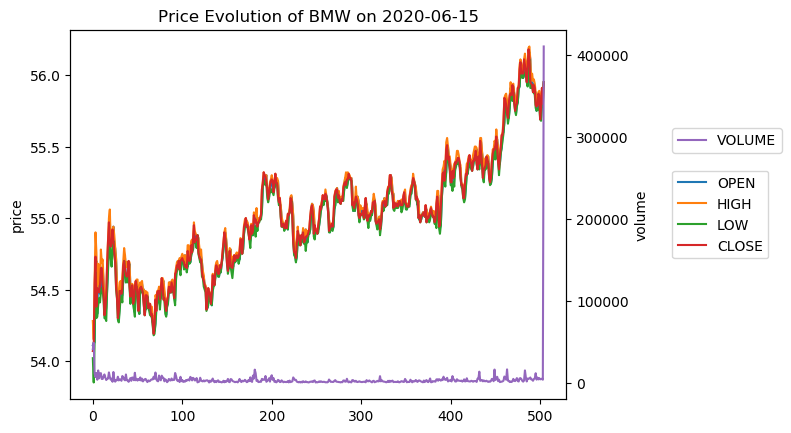 Price Evolution of BMW on 2020-06-15
price
56.0
55.5
55.0
54.5
54.0
0
100
200
300
400
500
400000
300000
200000
100000
0
volume
VOLUME
OPEN
HIGH
LOW
CLOSE